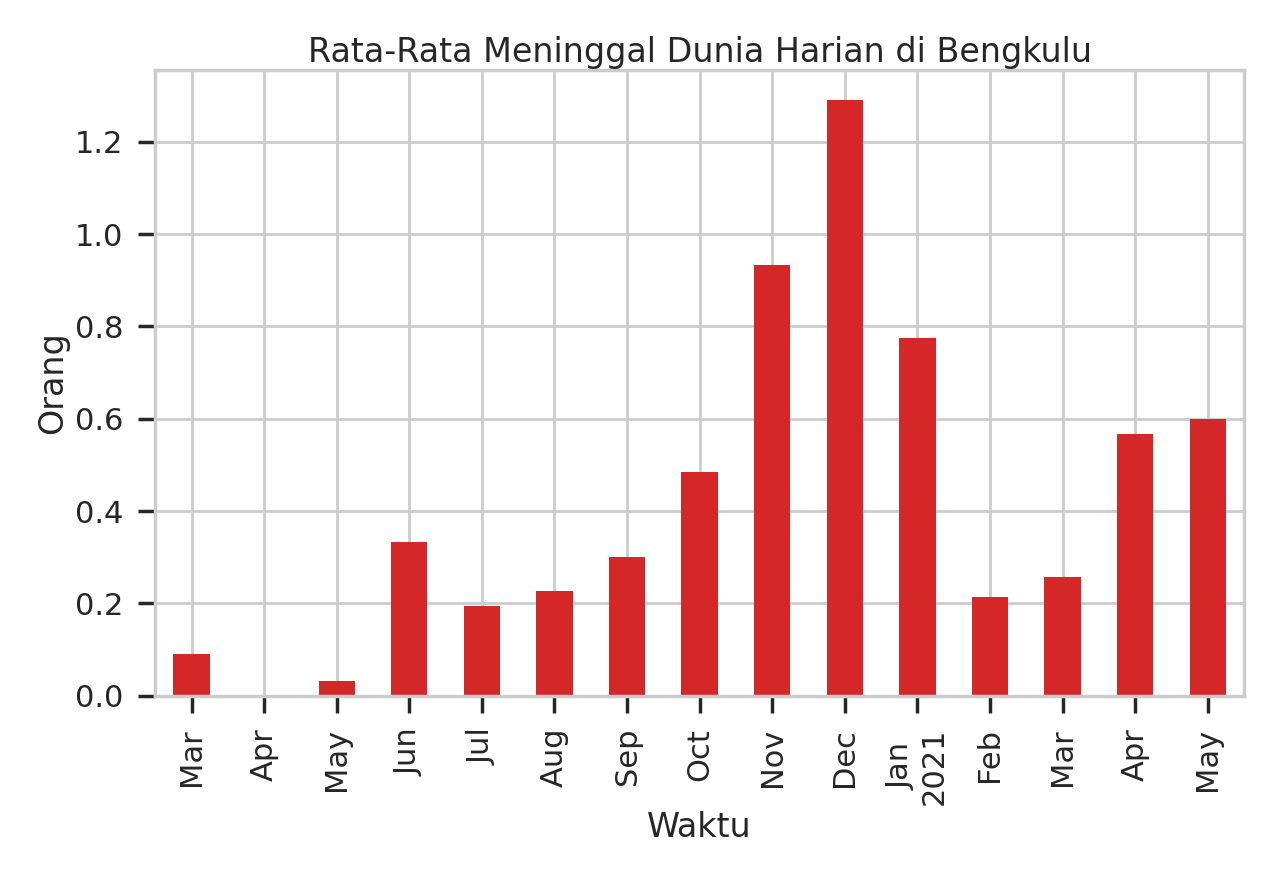 Rata-Rata Meninggal Dunia Harian di Bengkulu
Orang
1.2
1.0
0.8
0.6
0.4
0.2
0.0
Mar
Apr
May
Jun
Jul
Aug
Sep
Oct
Nov
Dec
Jan
2021
Feb
Mar
Apr
May
Waktu